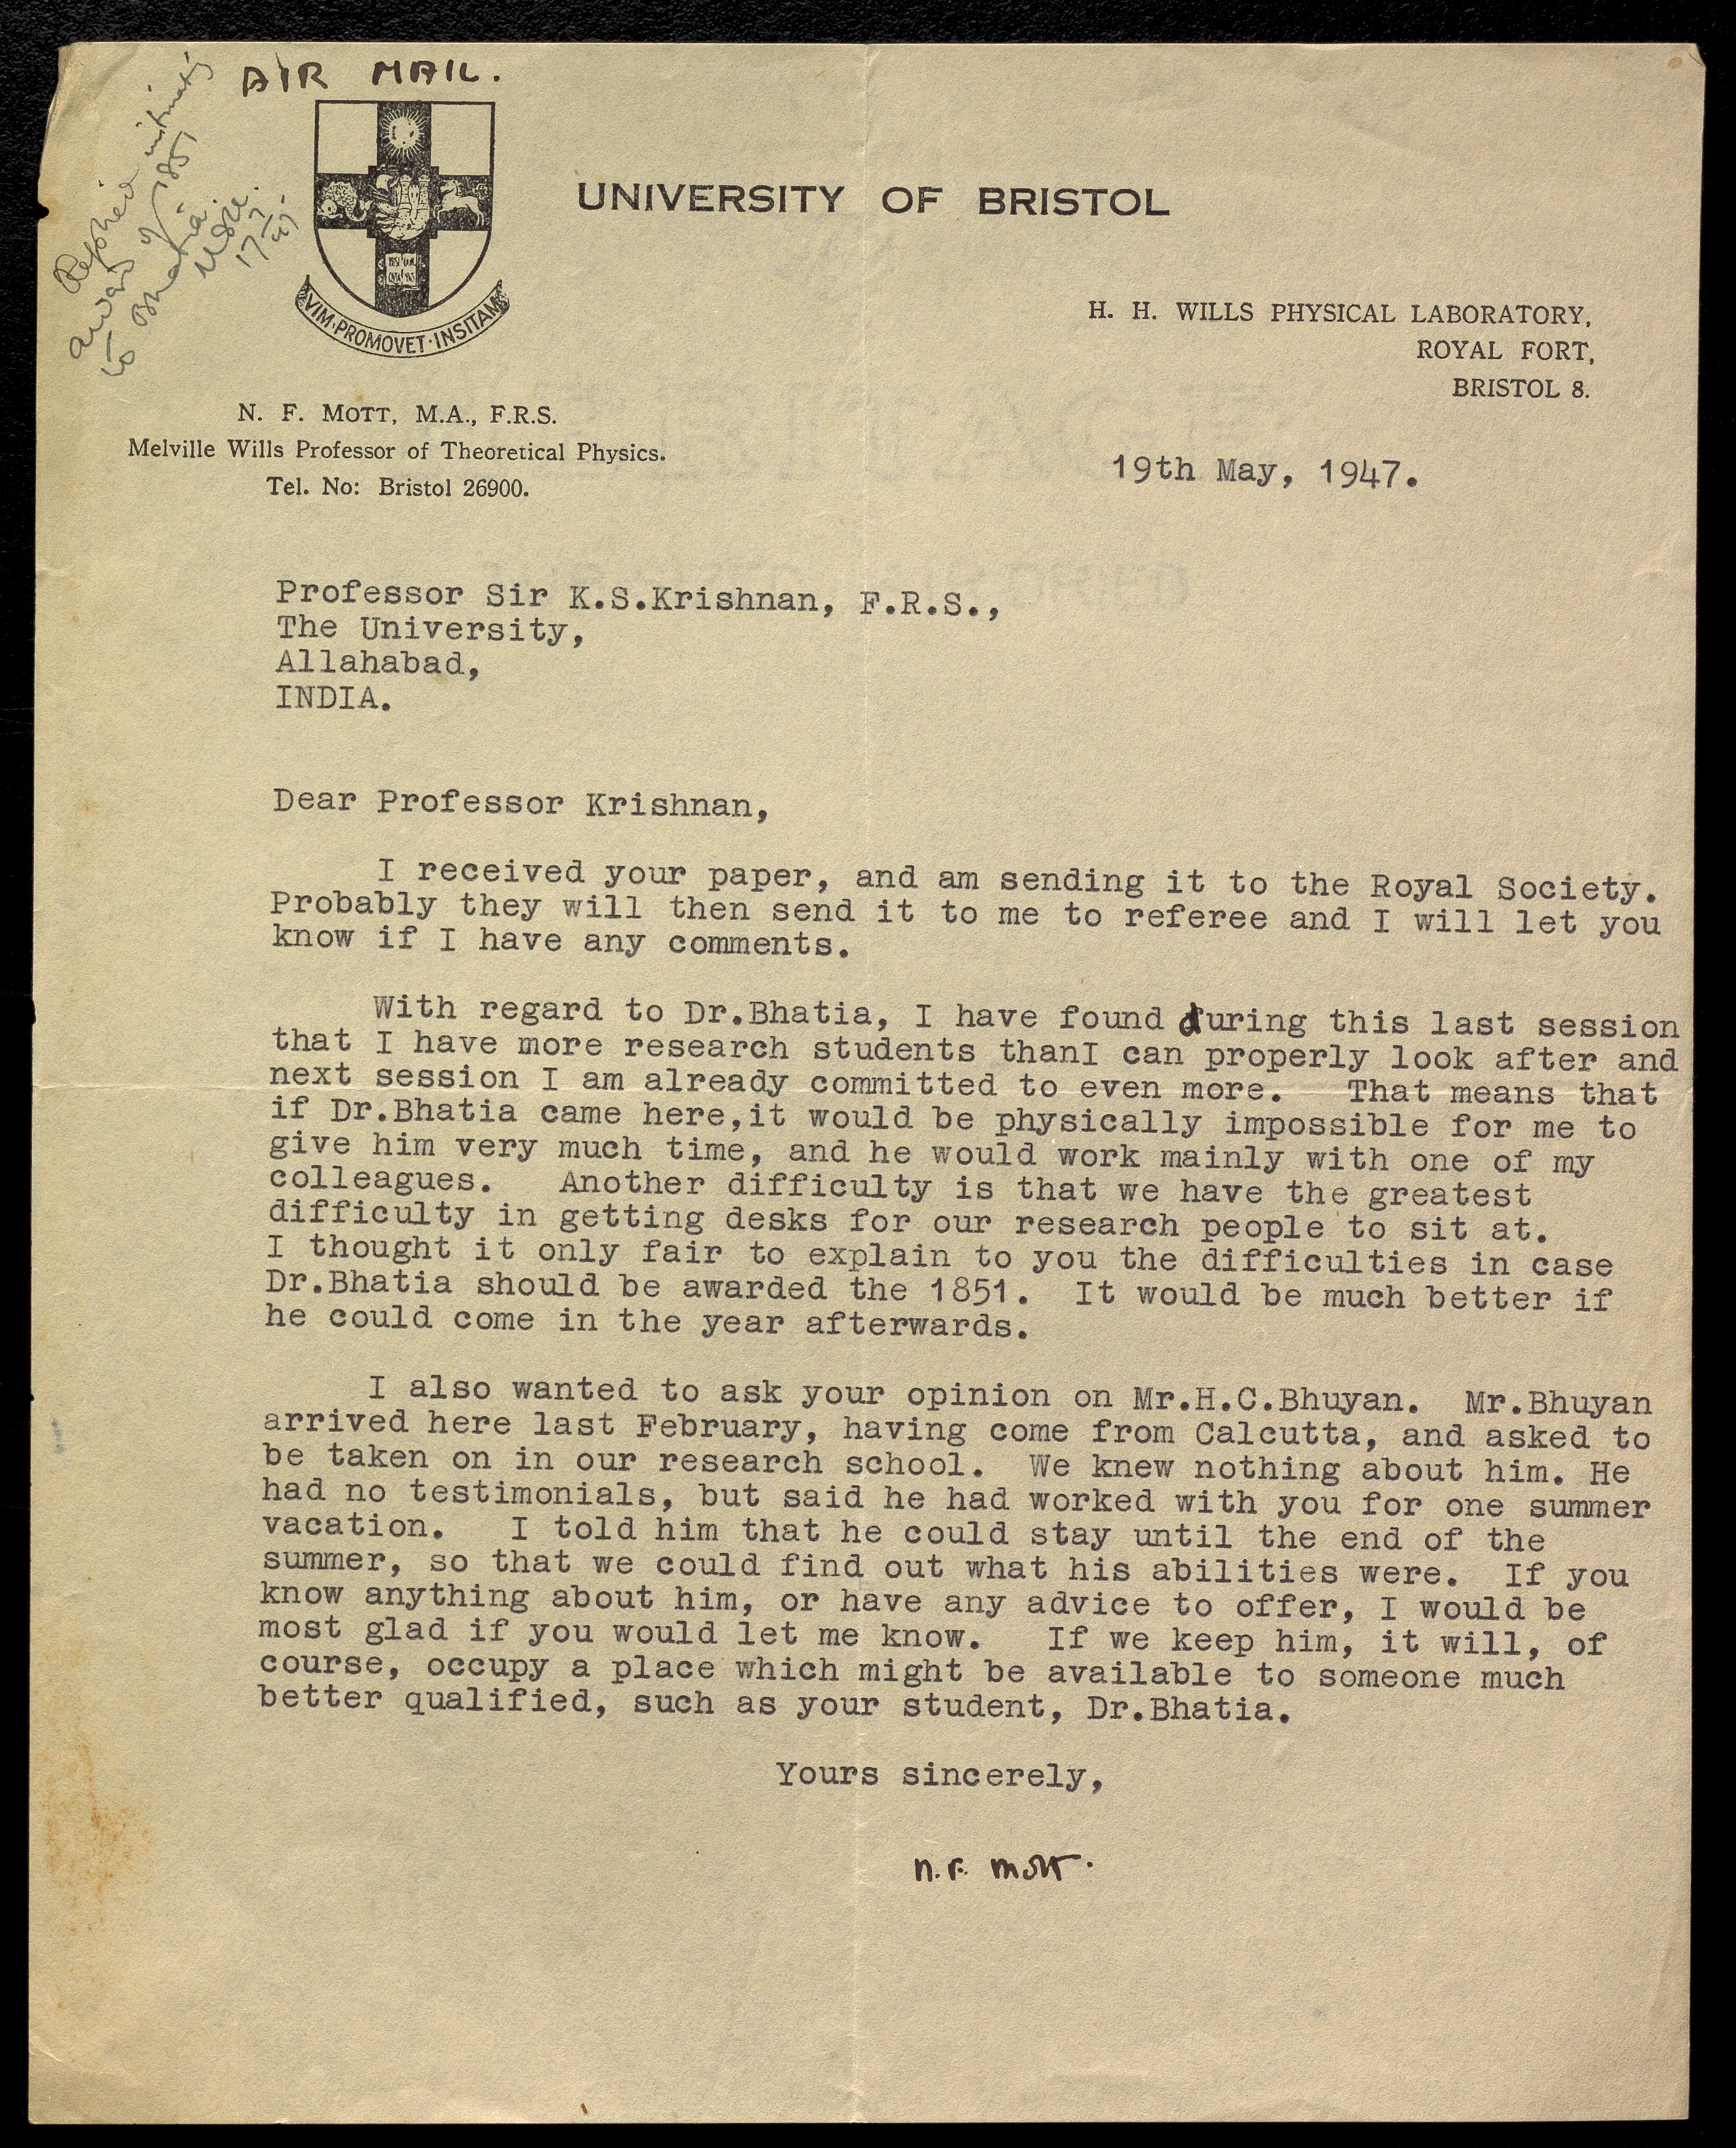 AIR MAIL.
Replied intimating
award of 1851
to Bhatia.
17/7/47.
VIM·PROMOVET·INSITAM
UNIVERSITY OF BRISTOL
H. H. WILLS PHYSICAL LABORATORY,
ROYAL FORT,
BRISTOL 8.
N. F. MOTT, M.A., F.R.S.
Melville Wills Professor of Theoretical Physics.
Tel. No: Bristol 26900.
19th May, 1947.
Professor Sir K.S.Krishnan, F.R.S.,
The University,
Allahabad,
INDIA.
Dear Professor Krishnan,
I received your paper, and am sending it to the Royal Society.
Probably they will then send it to me to referee and I will let you
know if I have any comments.
With regard to Dr.Bhatia, I have found during this last session
that I have more research students thanI can properly look after and
next session I am already committed to even more. That means that
if Dr.Bhatia came here,it would be physically impossible for me to
give him very much time, and he would work mainly with one of my
colleagues. Another difficulty is that we have the greatest
difficulty in getting desks for our research people to sit at.
I thought it only fair to explain to you the difficulties in case
Dr.Bhatia should be awarded the 1851. It would be much better if
he could come in the year afterwards.
I also wanted to ask your opinion on Mr.H.C.Bhuyan. Mr.Bhuyan
arrived here last February, having come from Calcutta, and asked to
be taken on in our research school. We knew nothing about him. He
had no testimonials, but said he had worked with you for one summer
vacation. I told him that he could stay until the end of the
summer, so that we could find out what his abilities were. If you
know anything about him, or have any advice to offer, I would be
most glad if you would let me know. If we keep him, it will, of
course, occupy a place which might be available to someone much
better qualified, such as your student, Dr.Bhatia.
Yours sincerely,
N.F. Mott.